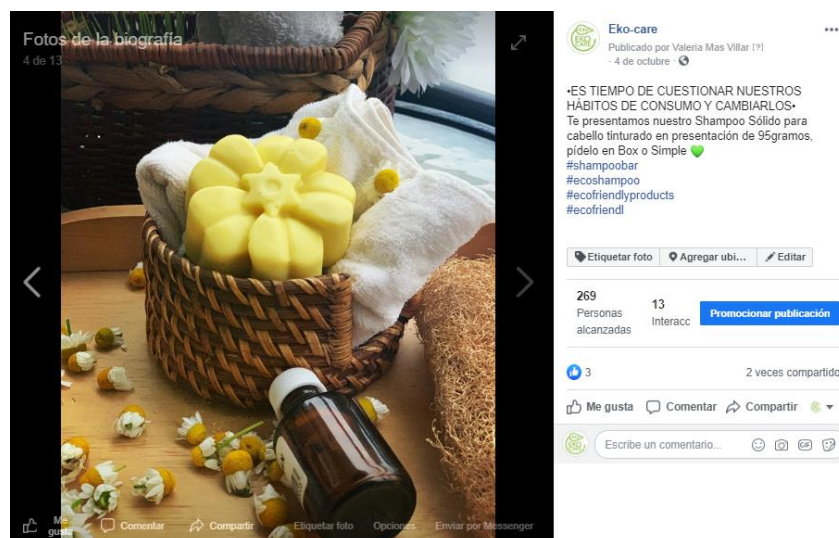 Fotos de la biografía
4 de 13
Eko-care
Publicado por Valeria Mas Villar [?]
· 4 de octubre ·
•ES TIEMPO DE CUESTIONAR NUESTROS
HÁBITOS DE CONSUMO Y CAMBIARLOS•
Te presentamos nuestro Shampoo Sólido para
cabello tinturado en presentación de 95gramos,
pídelo en Box o Simple
#shampoobar
#ecoshampoo
#ecofriendlyproducts
#ecofriendl
Etiquetar foto Agregar ubi... Editar
269
Personas
alcanzadas
13
Interacc
Promocionar publicación
3 2 veces compartido
Me gusta Comentar Compartir
Escribe un comentario... GIF
Me gusta Comentar Compartir Etiquetar foto Opciones Enviar por Messenger